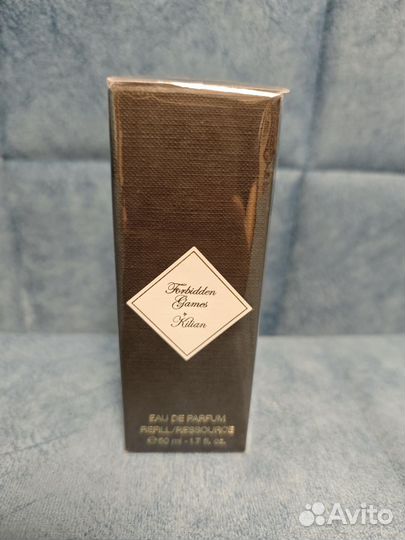 Forbidden
Games
*
Kilian
EAU DE PARFUM
REFILL/RESSOURCE
℮50 ml - 1.7 fl. oz.
Avito